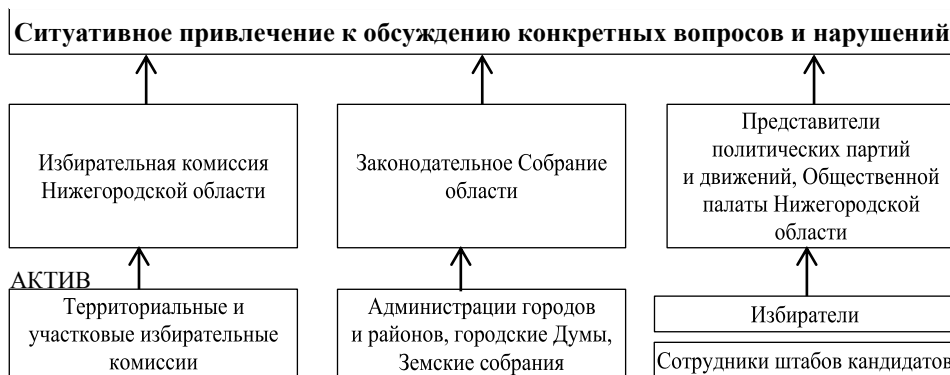 Ситуативное привлечение к обсуждению конкретных вопросов и нарушений
Избирательная комиссия
Нижегородской области
Законодательное Собрание
области
Представители
политических партий
и движений, Общественной
палаты Нижегородской
области
АКТИВ
Территориальные и
участковые избирательные
комиссии
Администрации городов
и районов, городские Думы,
Земские собрания
Избиратели
Сотрудники штабов кандидатов